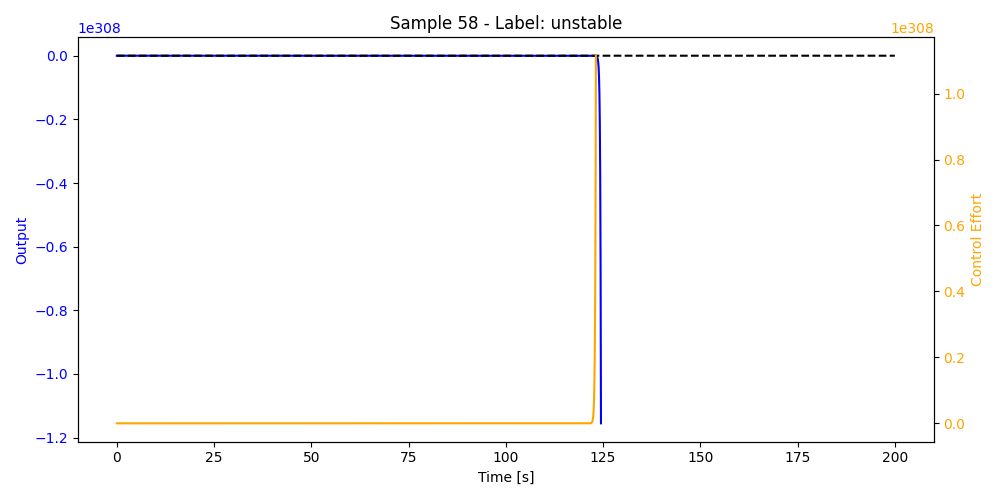 Sample 58 - Label: unstable
1e308
1e308
0.0
−0.2
−0.4
−0.6
−0.8
−1.0
−1.2
Output
1.0
0.8
0.6
0.4
0.2
0.0
Control Effort
0 25 50 75 100 125 150 175 200
Time [s]